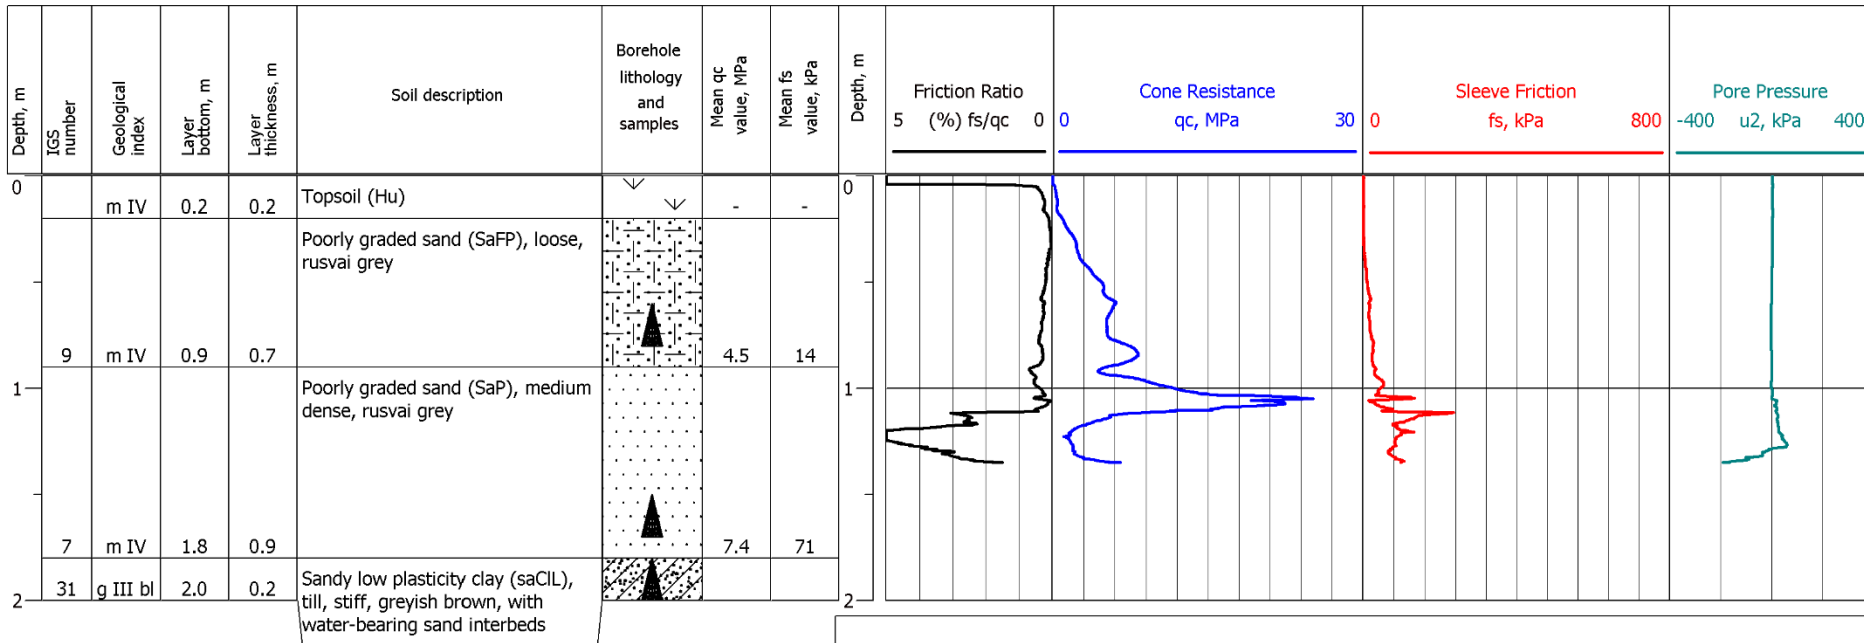 Depth, m
IGS
number
Geological
index
Layer
bottom, m
Layer
thickness, m
Soil description
Borehole
lithology
and
samples
Mean qc
value, MPa
Mean fs
value, kPa
Depth, m
Friction Ratio
5 (%) fs/qc 0
Cone Resistance
0 qc, MPa 30
Sleeve Friction
0 fs, kPa 800
Pore Pressure
-400 u2, kPa 400
0
m IV 0.2 0.2 Topsoil (Hu) - -
0
Poorly graded sand (SaFP), loose,
rusvai grey
9 m IV 0.9 0.7 4.5 14
1
1
Poorly graded sand (SaP), medium
dense, rusvai grey
7 m IV 1.8 0.9 7.4 71
31 g III bl 2.0 0.2 Sandy low plasticity clay (saClL),
till, stiff, greyish brown, with
water-bearing sand interbeds
2
2